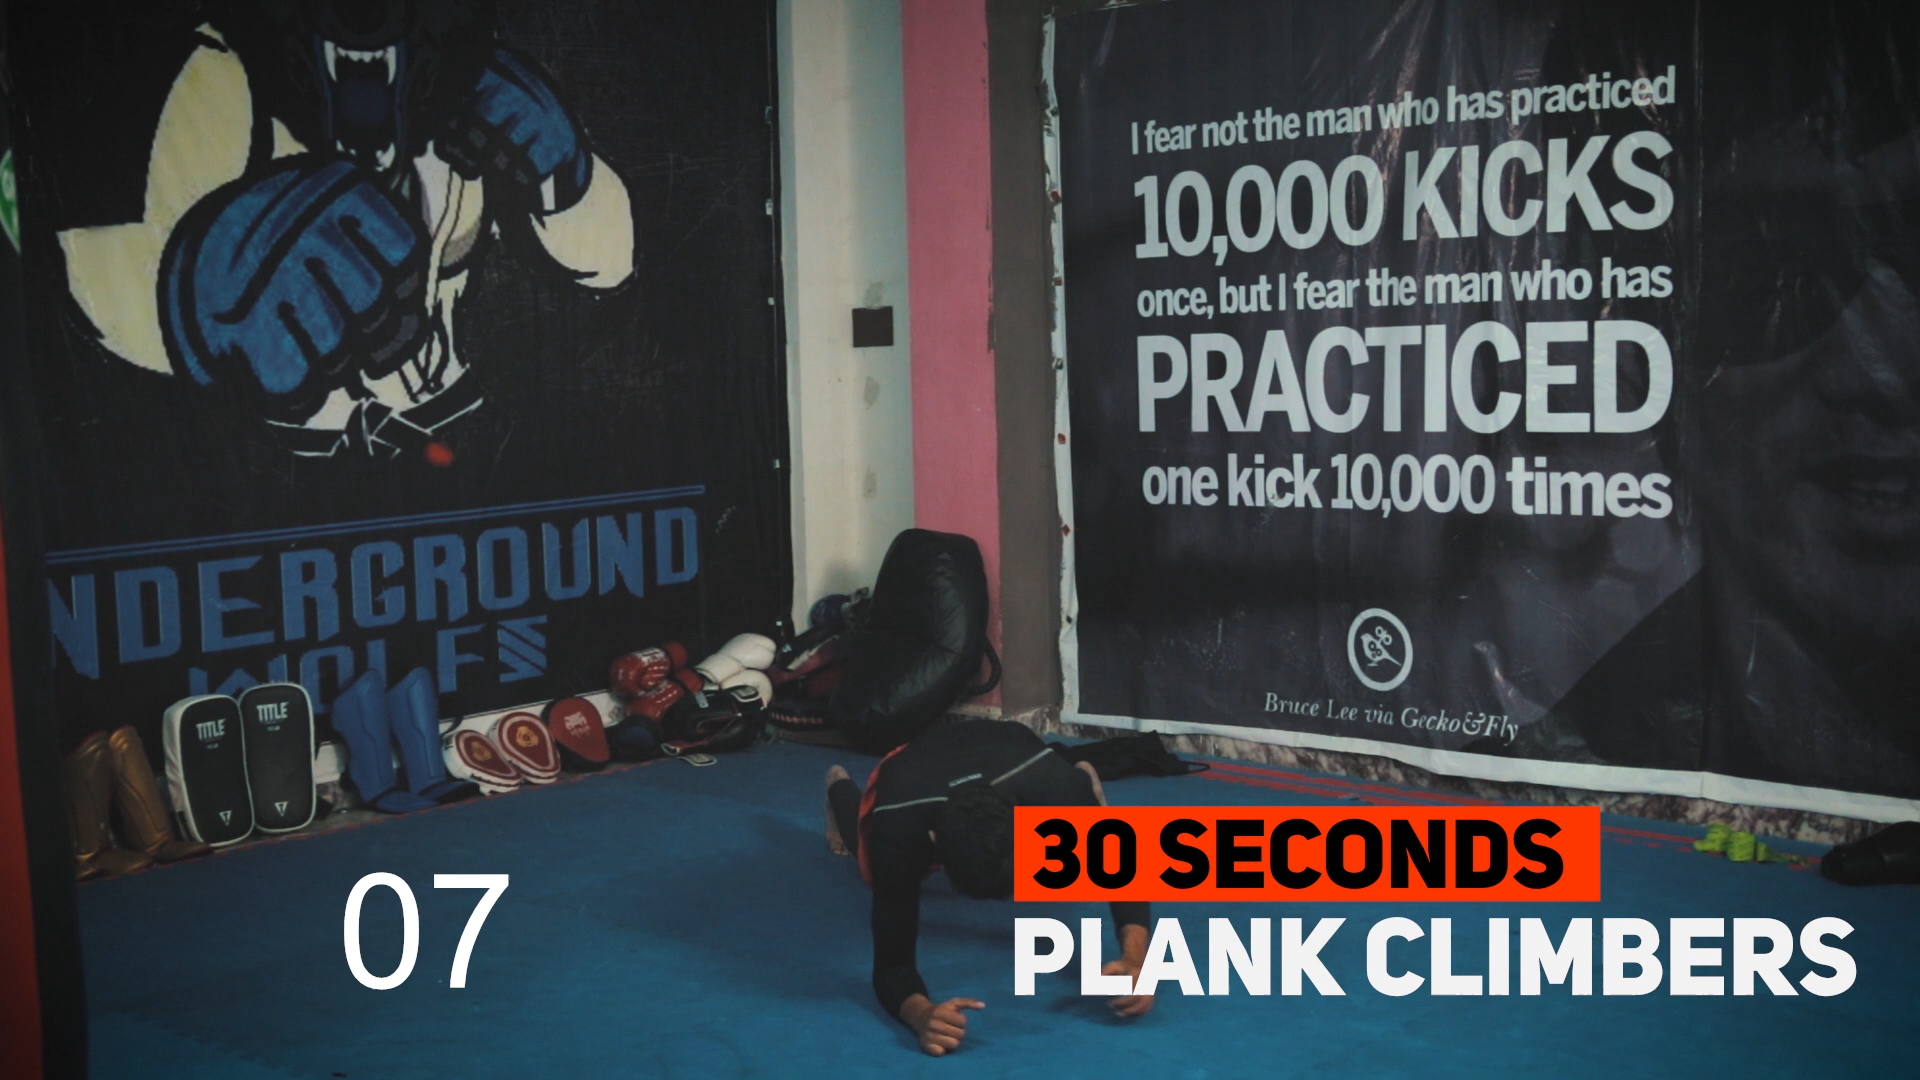 I fear not the man who has practiced
10,000 KICKS
once, but I fear the man who has
PRACTICED
one kick 10,000 times
Bruce Lee via Gecko&Fly
NDERGROUND
WOLFS
TITLE
TITLE
30 SECONDS
PLANK CLIMBERS
07